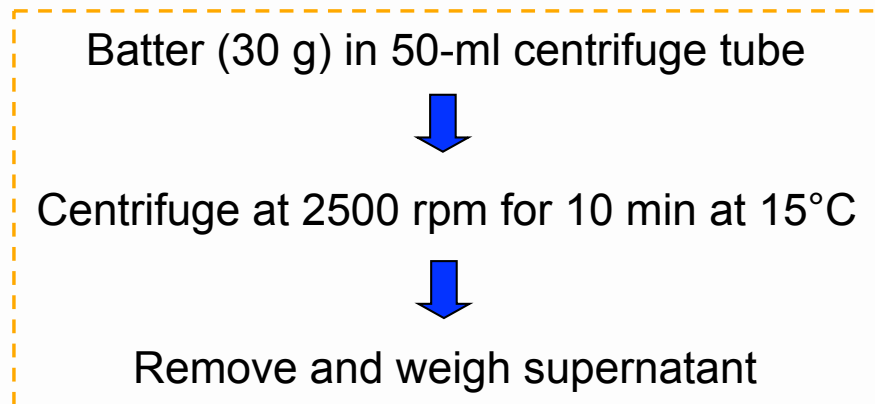 Batter (30 g) in 50-ml centrifuge tube
Centrifuge at 2500 rpm for 10 min at 15°C
Remove and weigh supernatant